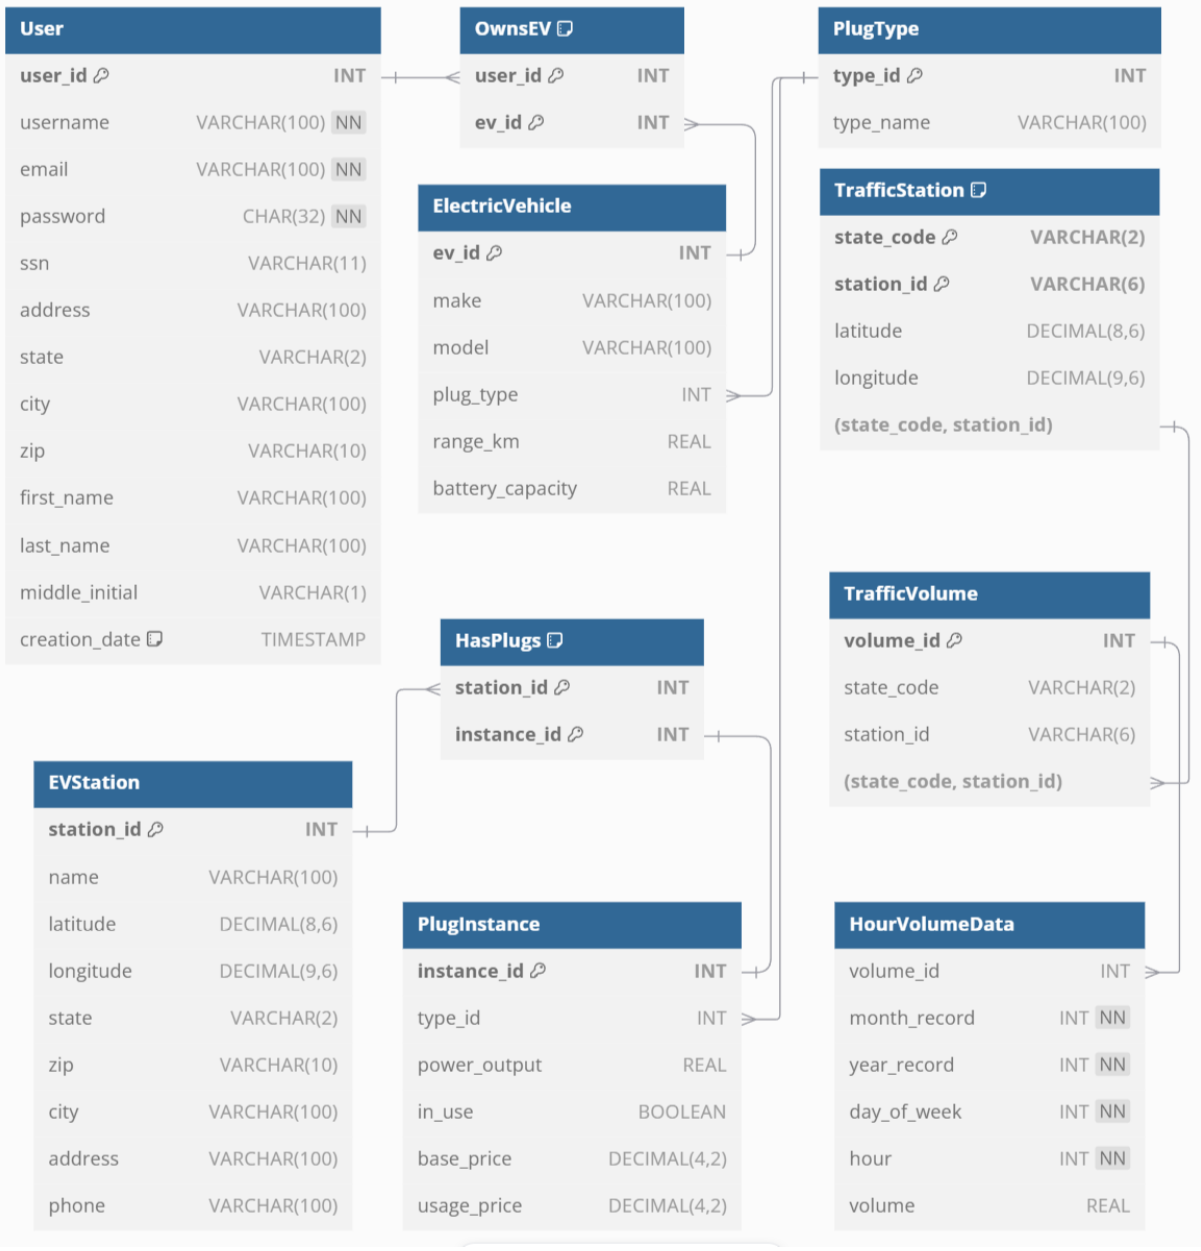 User
user_id INT
username VARCHAR(100) NN
email VARCHAR(100) NN
password CHAR(32) NN
ssn VARCHAR(11)
address VARCHAR(100)
state VARCHAR(2)
city VARCHAR(100)
zip VARCHAR(10)
first_name VARCHAR(100)
last_name VARCHAR(100)
middle_initial VARCHAR(1)
creation_date TIMESTAMP
OwnsEV
user_id INT
ev_id INT
PlugType
type_id INT
type_name VARCHAR(100)
ElectricVehicle
ev_id INT
make VARCHAR(100)
model VARCHAR(100)
plug_type INT
range_km REAL
battery_capacity REAL
TrafficStation
state_code VARCHAR(2)
station_id VARCHAR(6)
latitude DECIMAL(8,6)
longitude DECIMAL(9,6)
(state_code, station_id)
HasPlugs
station_id INT
instance_id INT
TrafficVolume
volume_id INT
state_code VARCHAR(2)
station_id VARCHAR(6)
(state_code, station_id)
EVStation
station_id INT
name VARCHAR(100)
latitude DECIMAL(8,6)
longitude DECIMAL(9,6)
state VARCHAR(2)
zip VARCHAR(10)
city VARCHAR(100)
address VARCHAR(100)
phone VARCHAR(100)
PlugInstance
instance_id INT
type_id INT
power_output REAL
in_use BOOLEAN
base_price DECIMAL(4,2)
usage_price DECIMAL(4,2)
HourVolumeData
volume_id INT
month_record INT NN
year_record INT NN
day_of_week INT NN
hour INT NN
volume REAL